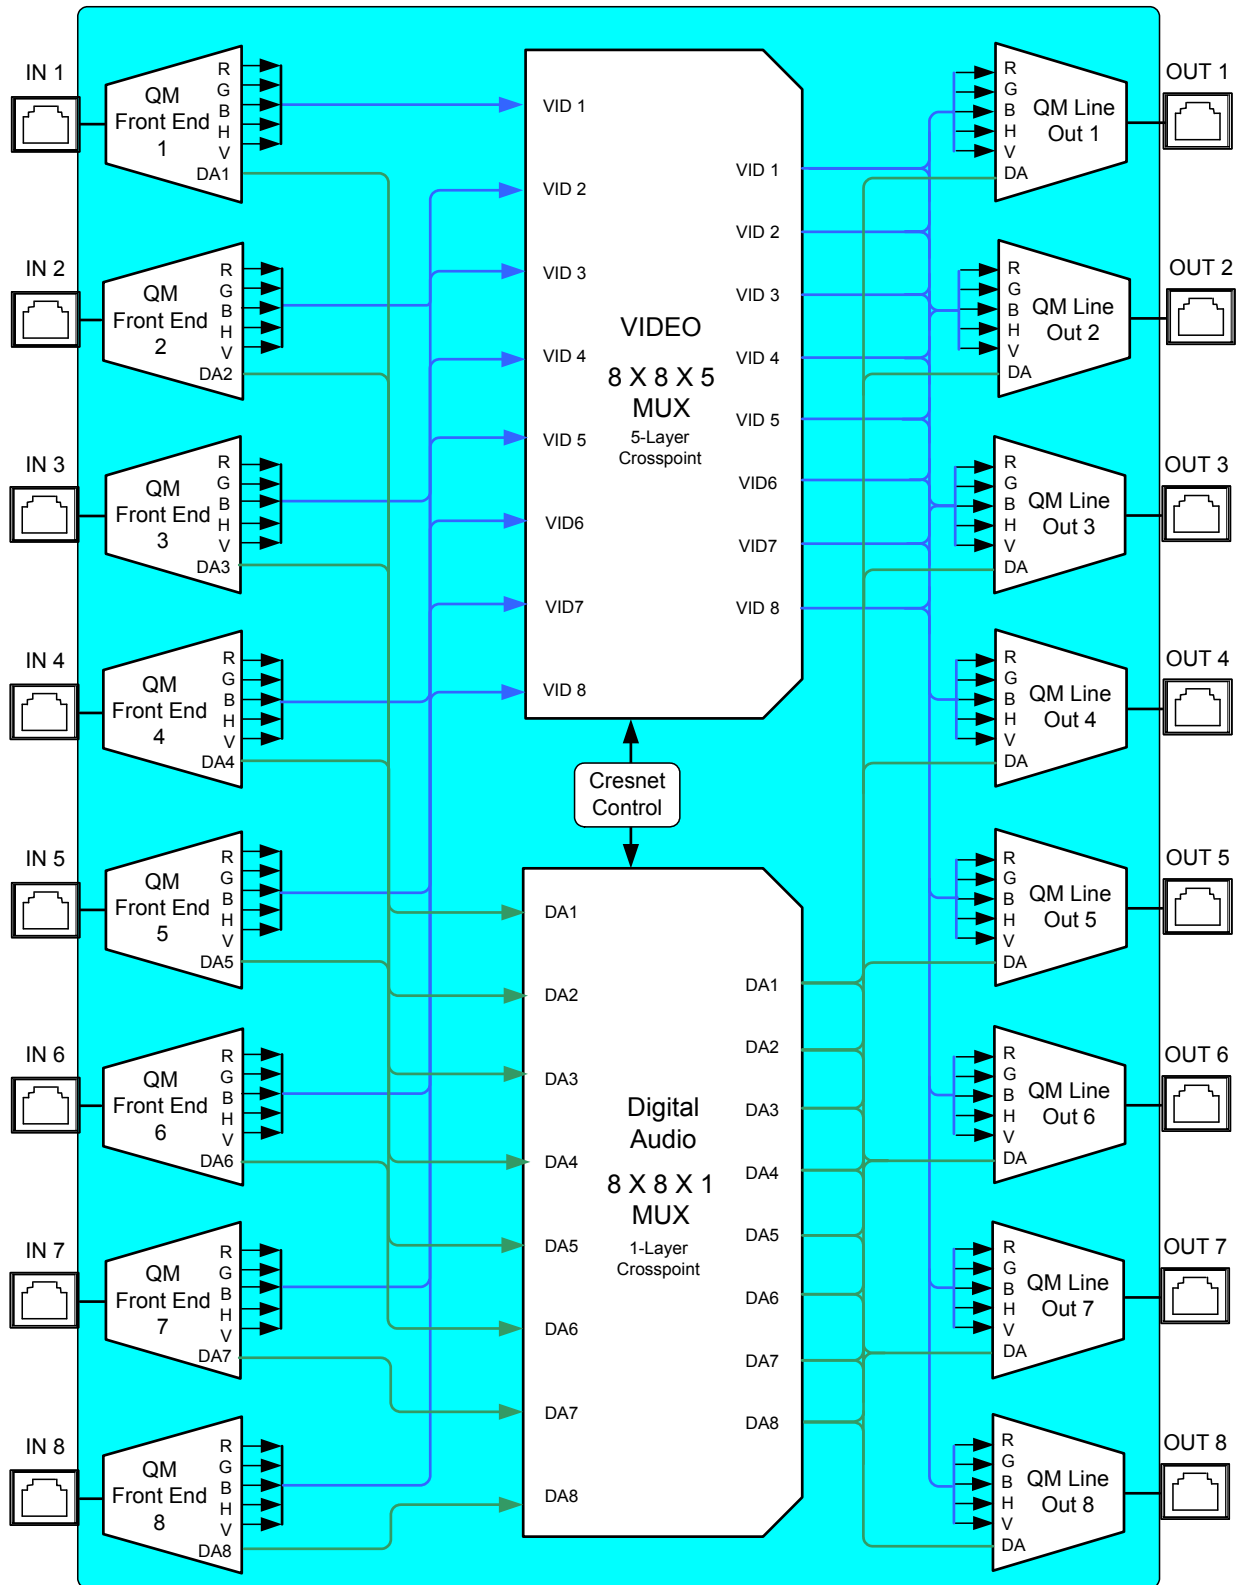 IN 1
QM
Front End
1
R
G
B
H
V
DA1
IN 2
QM
Front End
2
R
G
B
H
V
DA2
IN 3
QM
Front End
3
R
G
B
H
V
DA3
IN 4
QM
Front End
4
R
G
B
H
V
DA4
IN 5
QM
Front End
5
R
G
B
H
V
DA5
IN 6
QM
Front End
6
R
G
B
H
V
DA6
IN 7
QM
Front End
7
R
G
B
H
V
DA7
IN 8
QM
Front End
8
R
G
B
H
V
DA8
VID 1
VID 2
VID 3
VID 4
VID 5
VID6
VID7
VID 8
VIDEO
8 X 8 X 5
MUX
5-Layer
Crosspoint
VID 1
VID 2
VID 3
VID 4
VID 5
VID6
VID7
VID 8
Cresnet
Control
DA1
DA2
DA3
DA4
DA5
DA6
DA7
DA8
Digital
Audio
8 X 8 X 1
MUX
1-Layer
Crosspoint
DA1
DA2
DA3
DA4
DA5
DA6
DA7
DA8
R
G
B
H
V
DA
QM Line
Out 1
OUT 1
R
G
B
H
V
DA
QM Line
Out 2
OUT 2
R
G
B
H
V
DA
QM Line
Out 3
OUT 3
R
G
B
H
V
DA
QM Line
Out 4
OUT 4
R
G
B
H
V
DA
QM Line
Out 5
OUT 5
R
G
B
H
V
DA
QM Line
Out 6
OUT 6
R
G
B
H
V
DA
QM Line
Out 7
OUT 7
R
G
B
H
V
DA
QM Line
Out 8
OUT 8